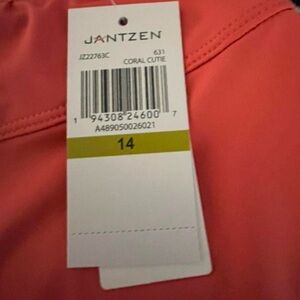 JANTZEN
JZ22763C 631
CORAL CUTIE
1 94308 24600 7
A489050026021
14